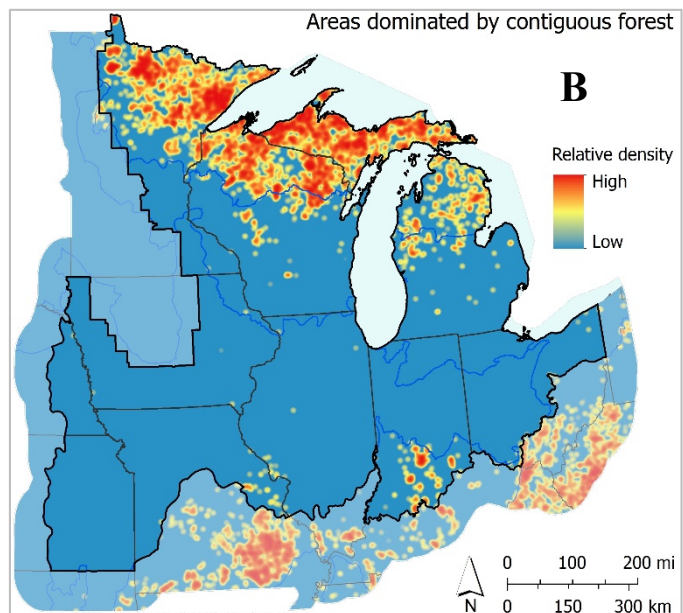 Areas dominated by contiguous forest
B
Relative density
High
Low
N
0 100 200 mi
0 150 300 km